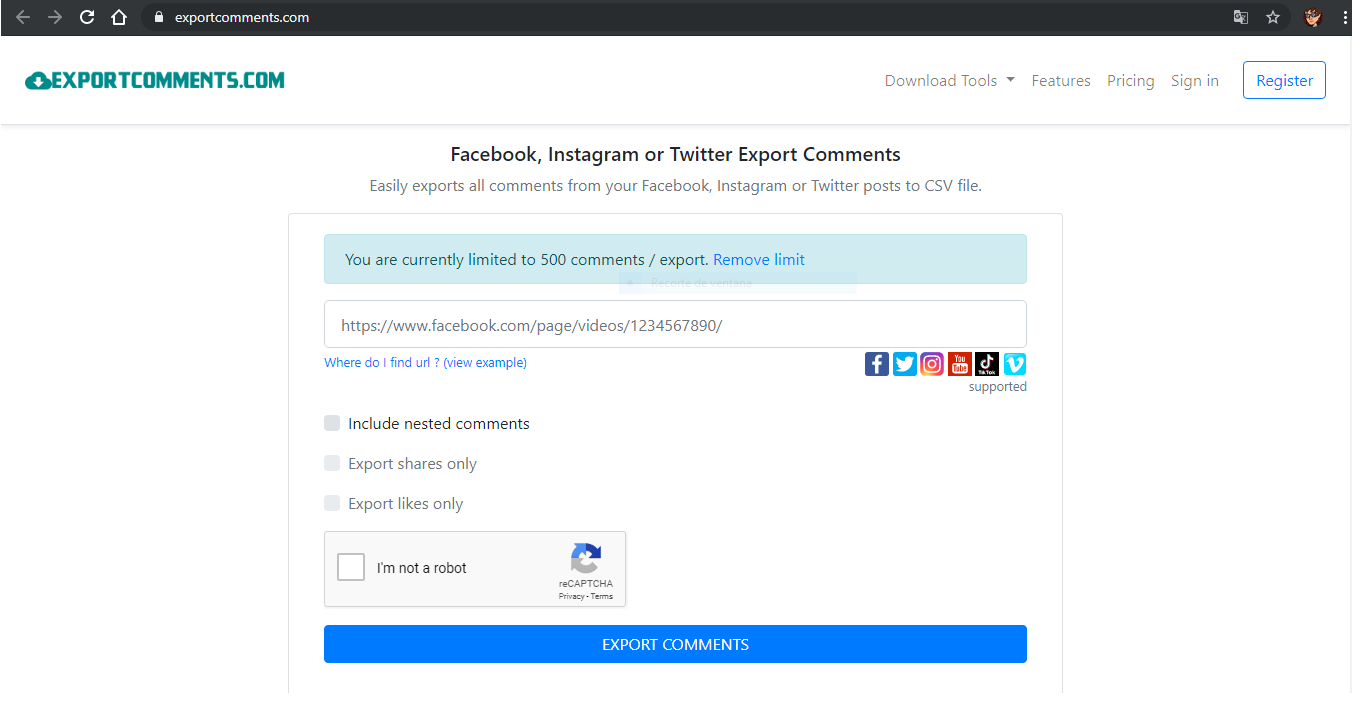 exportcomments.com
EXPORTCOMMENTS.COM
Download Tools Features Pricing Sign in Register
Facebook, Instagram or Twitter Export Comments
Easily exports all comments from your Facebook, Instagram or Twitter posts to CSV file.
You are currently limited to 500 comments / export. Remove limit
Recorte de ventana
https://www.facebook.com/page/videos/1234567890/
Where do I find url ? (view example)
You
Tube
TikTok
supported
Include nested comments
Export shares only
Export likes only
I'm not a robot
reCAPTCHA
Privacy - Terms
EXPORT COMMENTS